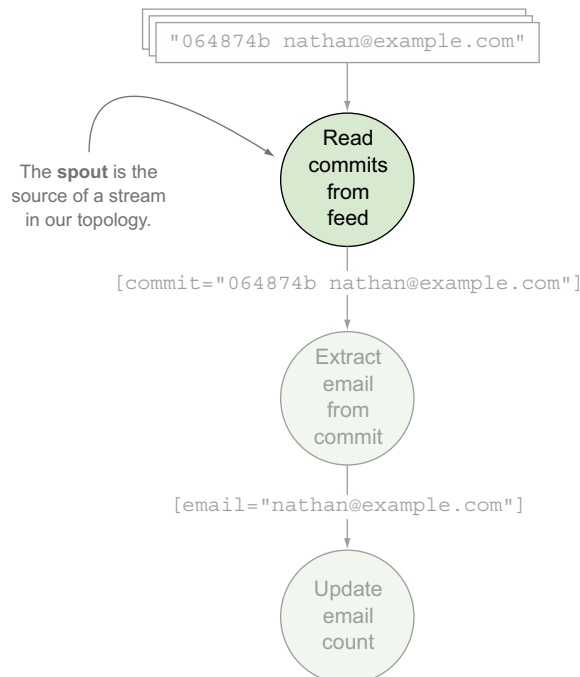 "064874b nathan@example.com"
Read
commits
from
feed
The spout is the
source of a stream
in our topology.
[commit="064874b nathan@example.com"]
Extract
email
from
commit
[email="nathan@example.com"]
Update
email
count